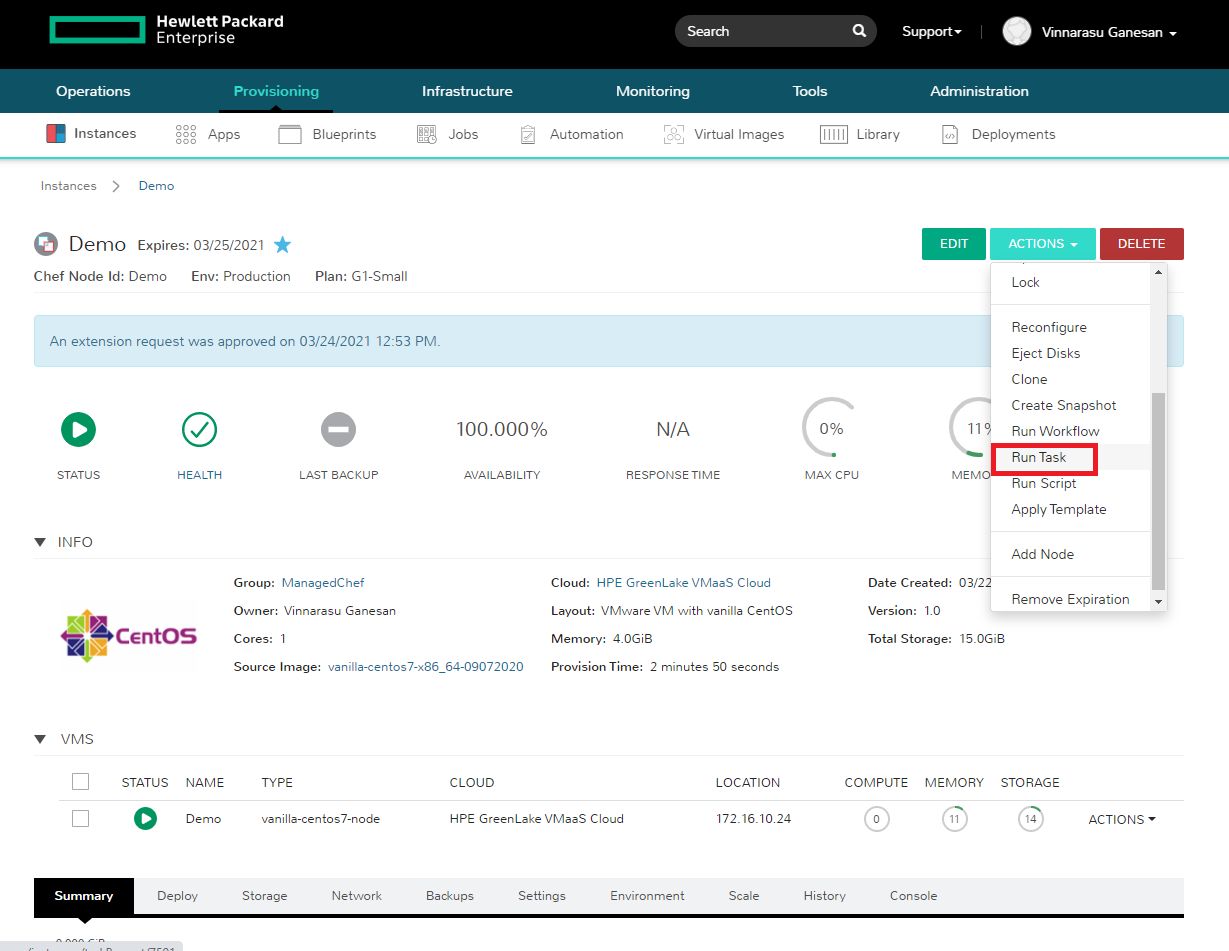 Hewlett Packard
Enterprise
Search
Support
Vinnarasu Ganesan
Operations Provisioning Infrastructure Monitoring Tools Administration
Instances Apps Blueprints Jobs Automation Virtual Images Library Deployments
Instances Demo
Demo Expires: 03/25/2021
EDIT ACTIONS DELETE
Chef Node Id: Demo Env: Production Plan: G1-Small
Lock
Reconfigure
Eject Disks
Clone
Create Snapshot
Run Workflow
Run Task
Run Script
Apply Template
Add Node
Remove Expiration
An extension request was approved on 03/24/2021 12:53 PM.
100.000% N/A 0% 11%
STATUS HEALTH LAST BACKUP AVAILABILITY RESPONSE TIME MAX CPU MEMO
INFO
CentOS
Group: ManagedChef
Owner: Vinnarasu Ganesan
Cores: 1
Source Image: vanilla-centos7-x86_64-09072020
Cloud: HPE GreenLake VMaaS Cloud
Layout: VMware VM with vanilla CentOS
Memory: 4.0GiB
Provision Time: 2 minutes 50 seconds
Date Created: 03/22
Version: 1.0
Total Storage: 15.0GiB
VMS
STATUS NAME TYPE CLOUD LOCATION COMPUTE MEMORY STORAGE
Demo vanilla-centos7-node HPE GreenLake VMaaS Cloud 172.16.10.24 0 11 14 ACTIONS
Summary Deploy Storage Network Backups Settings Environment Scale History Console